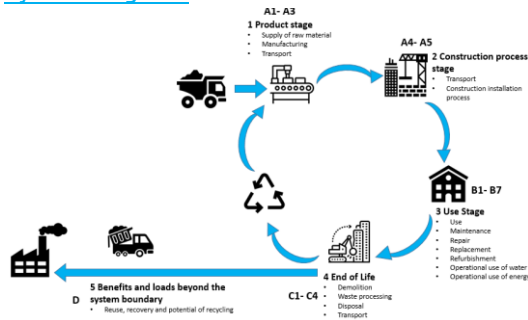 A1- A3
1 Product stage
• Supply of raw material
• Manufacturing
• Transport
A4- A5
2 Construction process
stage
• Transport
• Construction installation
process
B1- B7
3 Use Stage
• Use
• Maintenance
• Repair
• Replacement
• Refurbishment
• Operational use of water
• Operational use of energy
4 End of Life
C1- C4
• Demolition
• Waste processing
• Disposal
• Transport
5 Benefits and loads beyond the
D system boundary
• Reuse, recovery and potential of recycling